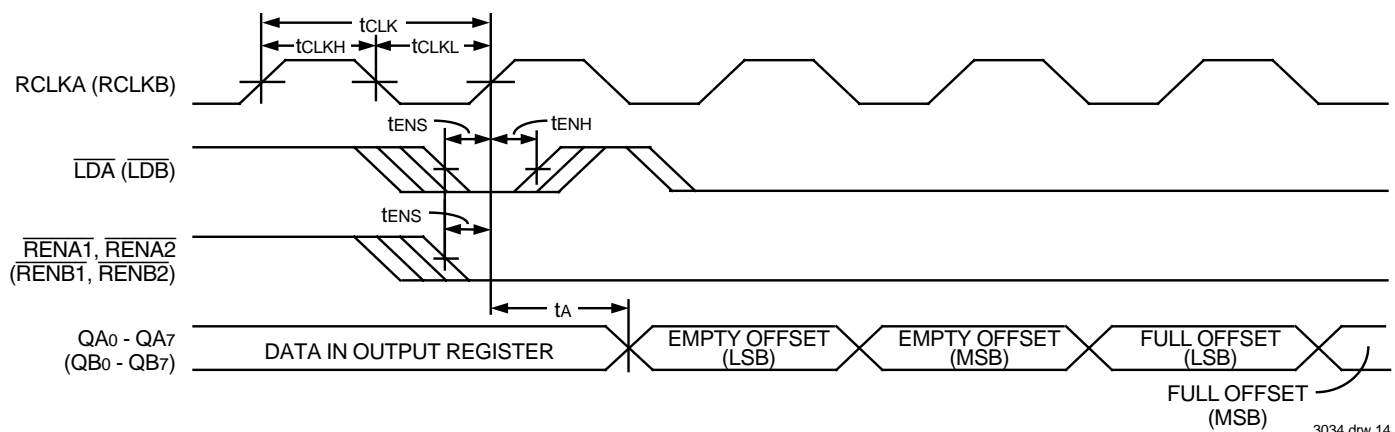 tCLK
tCLKH
tCLKL
RCLKA (RCLKB)
tENS
tENH
LDA (LDB)
tENS
RENA1, RENA2
(RENB1, RENB2)
tA
QA0 - QA7
(QB0 - QB7)
DATA IN OUTPUT REGISTER
EMPTY OFFSET
(LSB)
EMPTY OFFSET
(MSB)
FULL OFFSET
(LSB)
FULL OFFSET
(MSB)
3034 drw 14